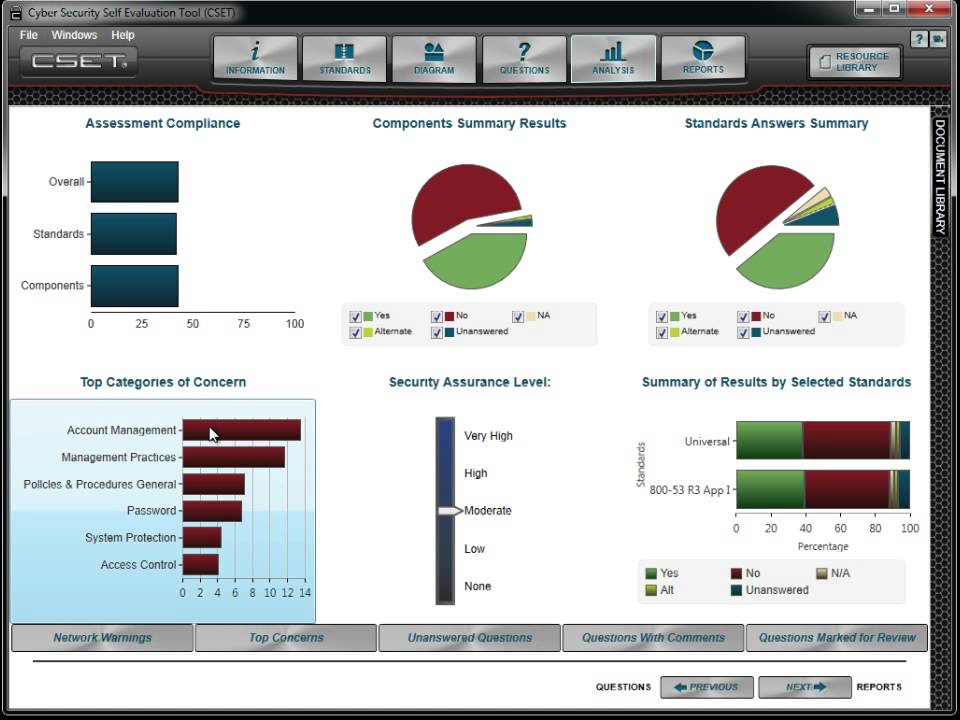 Cyber Security Self Evaluation Tool (CSET)
File Windows Help
CSET
INFORMATION
STANDARDS
DIAGRAM
QUESTIONS
ANALYSIS
REPORTS
RESOURCE
LIBRARY
DOCUMENT LIBRARY
Assessment Compliance
Overall
Standards
Components
0 25 50 75 100
Components Summary Results
Yes No NA
Alternate Unanswered
Standards Answers Summary
Yes No NA
Alternate Unanswered
Top Categories of Concern
Account Management
Management Practices
Policies & Procedures General
Password
System Protection
Access Control
0 2 4 6 8 10 12 14
Security Assurance Level:
Very High
High
Moderate
Low
None
Summary of Results by Selected Standards
Standards
Universal
800-53 R3 App I
0 20 40 60 80 100
Percentage
Yes No N/A
Alt Unanswered
Network Warnings
Top Concerns
Unanswered Questions
Questions With Comments
Questions Marked for Review
QUESTIONS PREVIOUS NEXT REPORTS